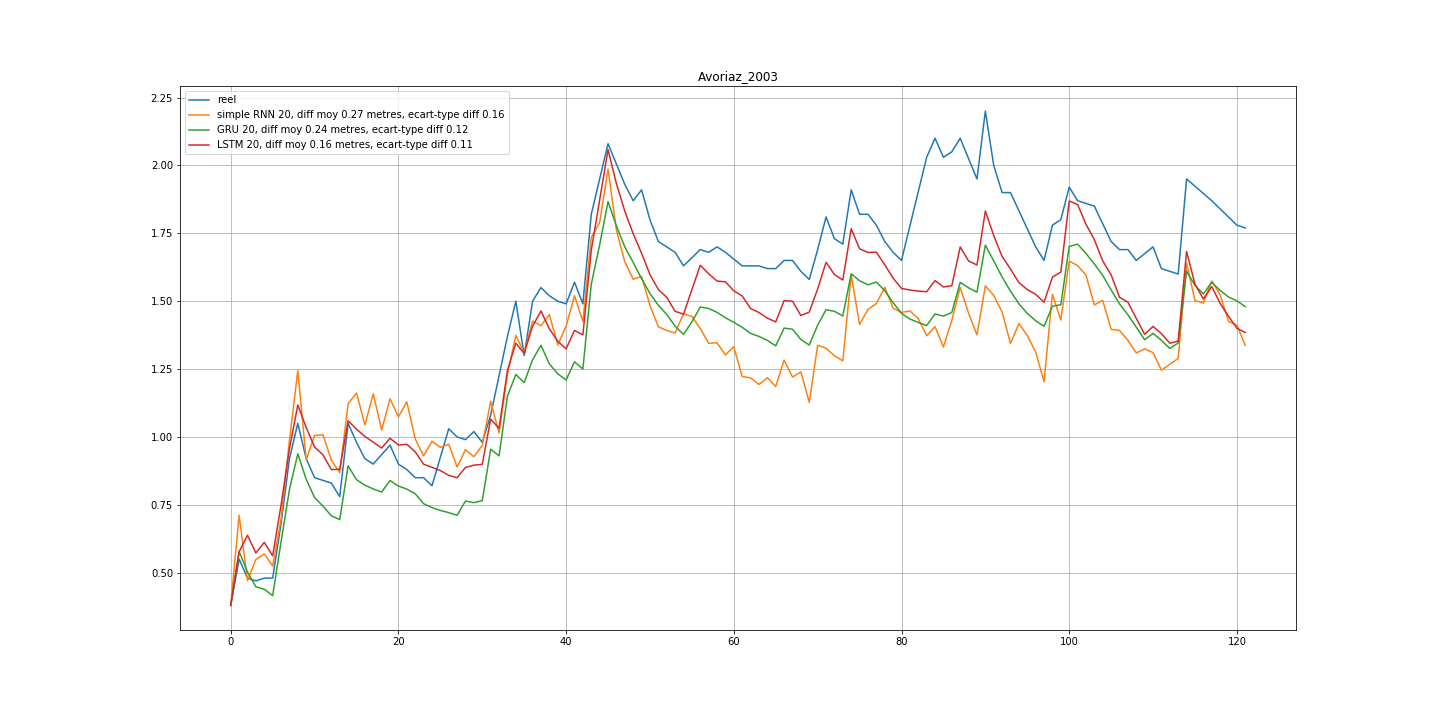 Avoriaz_2003
reel
simple RNN 20, diff moy 0.27 metres, ecart-type diff 0.16
GRU 20, diff moy 0.24 metres, ecart-type diff 0.12
LSTM 20, diff moy 0.16 metres, ecart-type diff 0.11
2.25
2.00
1.75
1.50
1.25
1.00
0.75
0.50
0 20 40 60 80 100 120